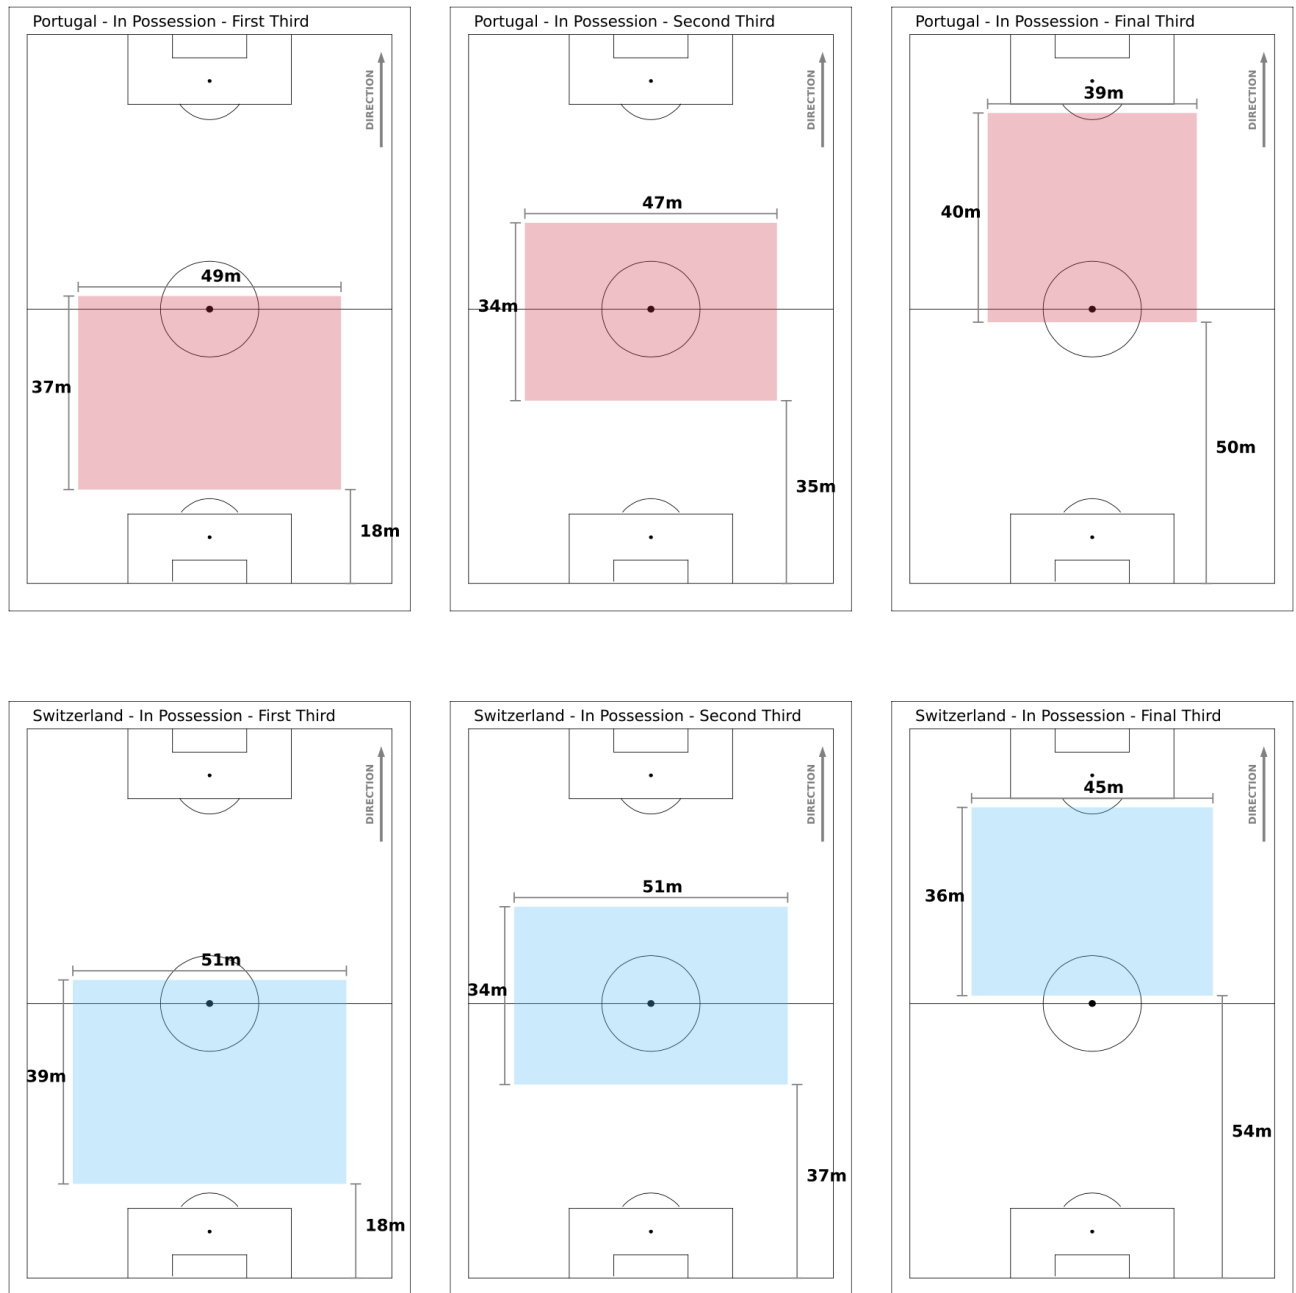 Portugal - In Possession - First Third
DIRECTION
49m
37m
18m
Portugal - In Possession - Second Third
DIRECTION
47m
34m
35m
Portugal - In Possession - Final Third
DIRECTION
39m
40m
50m
Switzerland - In Possession - First Third
DIRECTION
51m
39m
18m
Switzerland - In Possession - Second Third
DIRECTION
51m
34m
37m
Switzerland - In Possession - Final Third
DIRECTION
45m
36m
54m